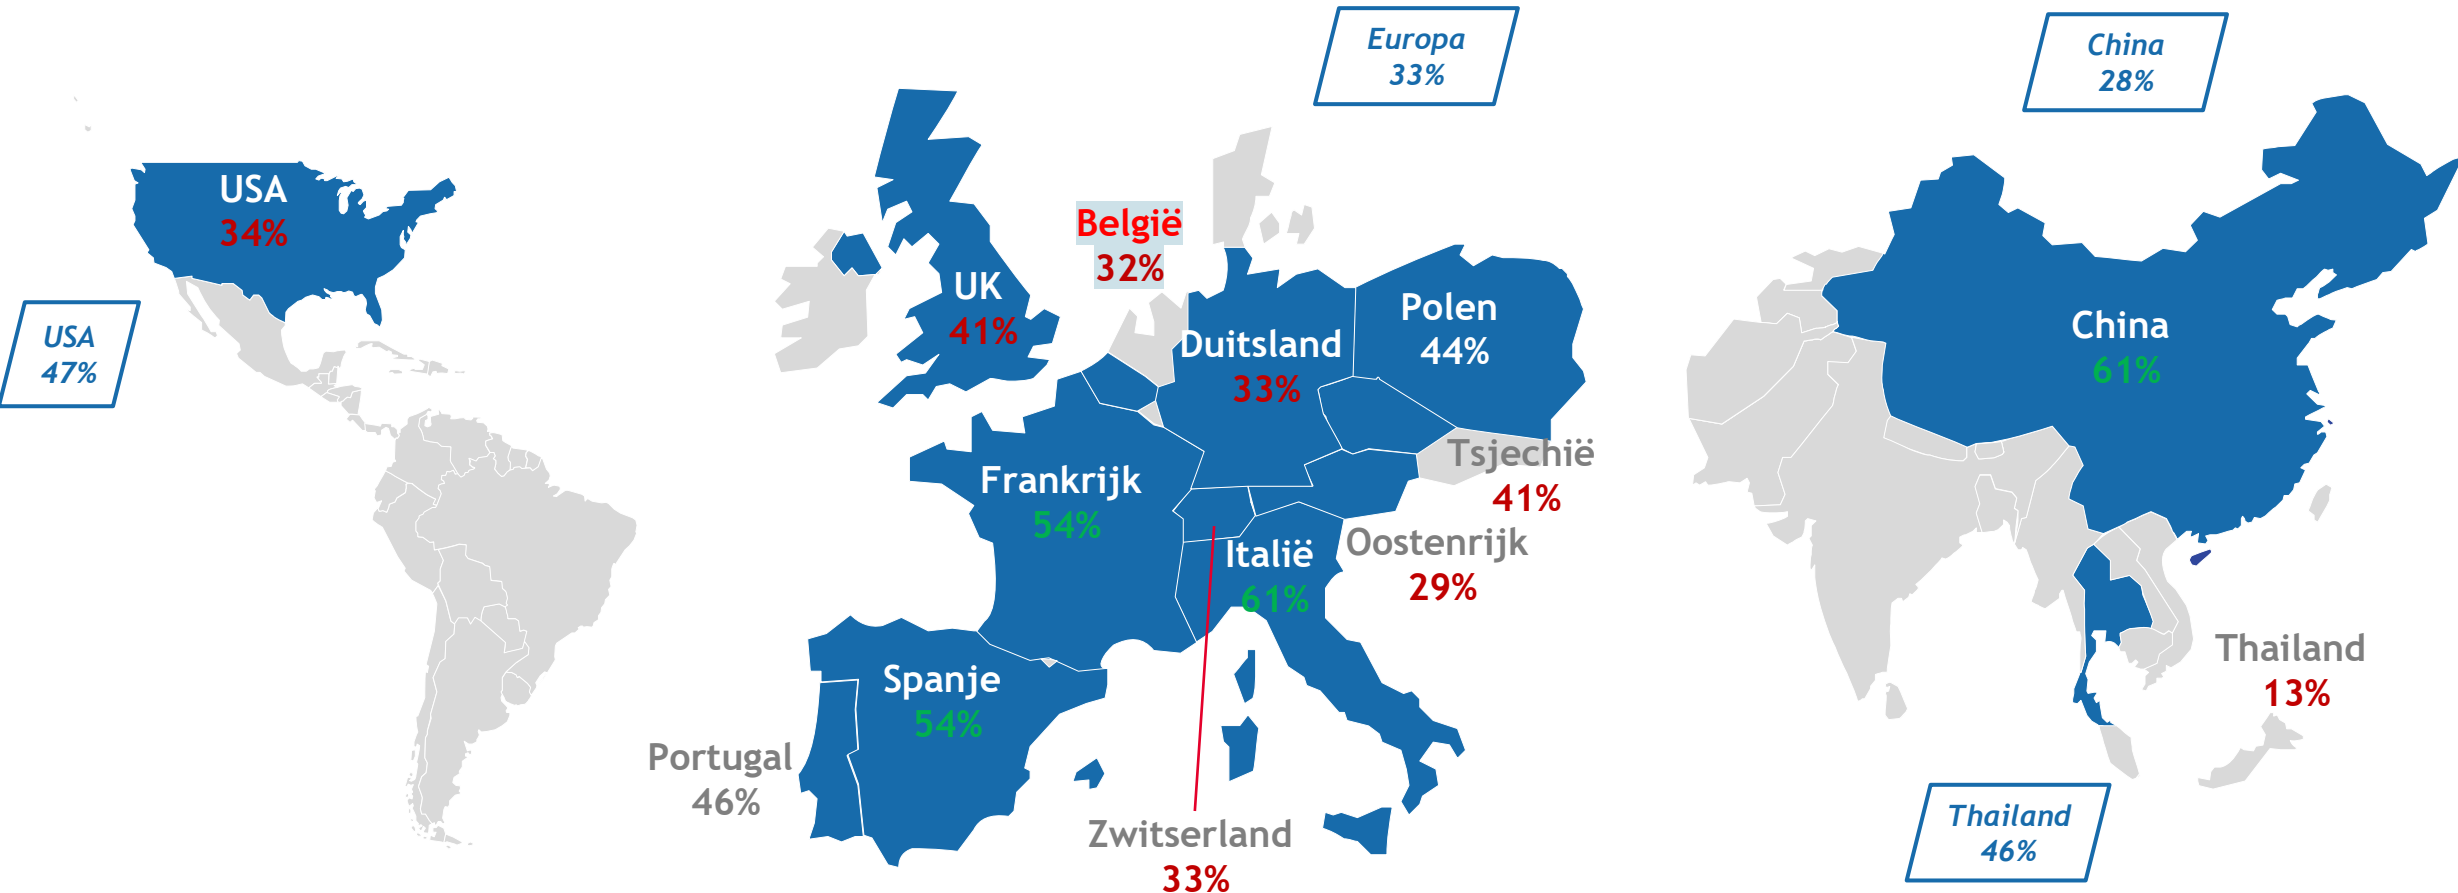 USA
34%
USA
47%
Europa
33%
België
32%
UK
41%
Duitsland
33%
Polen
44%
Tsjechië
41%
Frankrijk
54%
Oostenrijk
29%
Italië
61%
Spanje
54%
Portugal
46%
Zwitserland
33%
China
28%
China
61%
Thailand
13%
Thailand
46%